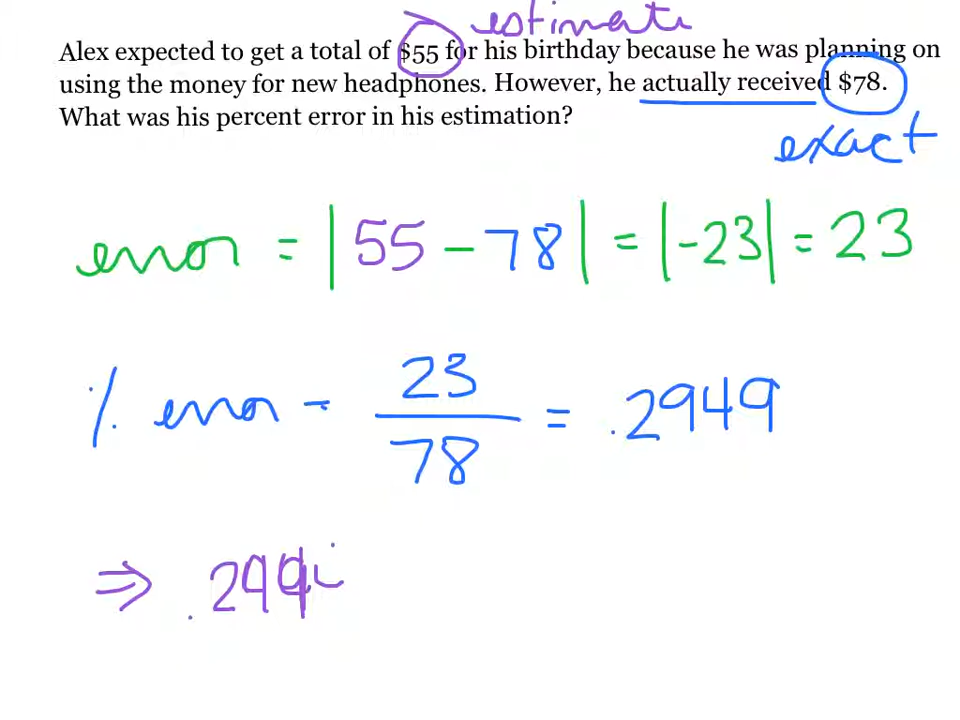 estimate
Alex expected to get a total of $55 for his birthday because he was planning on
using the money for new headphones. However, he actually received $78.
What was his percent error in his estimation?
exact
error = |55 - 78| = |-23| = 23
% error = 23/78 = .2949
⇒ .299